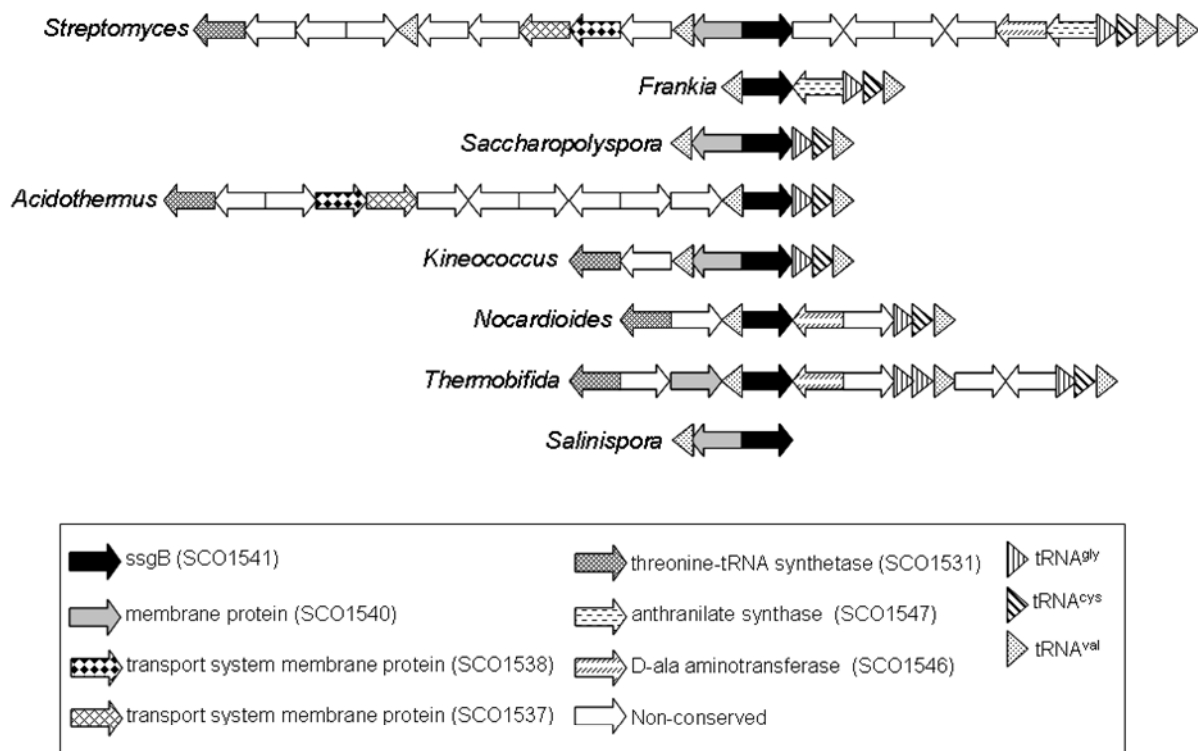 Streptomyces
Frankia
Saccharopolyspora
Acidothermus
Kineococcus
Nocardioides
Thermobifida
Salinispora
ssgB (SCO1541)
membrane protein (SCO1540)
transport system membrane protein (SCO1538)
transport system membrane protein (SCO1537)
threonine-tRNA synthetase (SCO1531)
anthranilate synthase (SCO1547)
D-ala aminotransferase (SCO1546)
Non-conserved
tRNAgly
tRNAcys
tRNAval